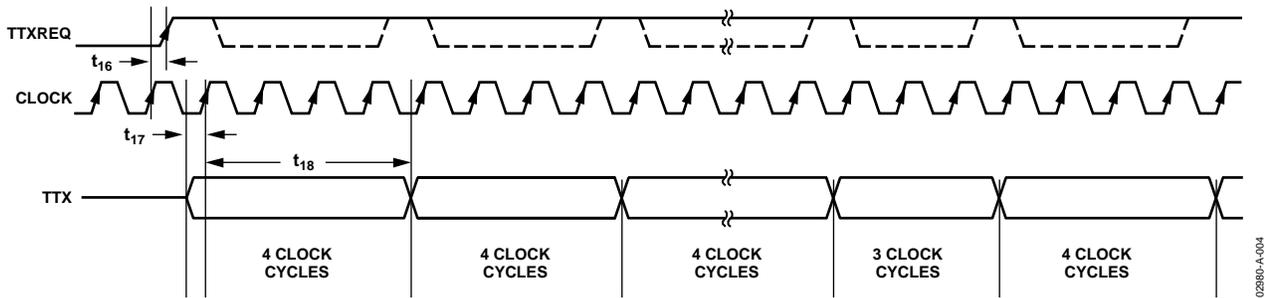 TTXREQ
t16
CLOCK
t17
t18
TTX
4 CLOCK
CYCLES
4 CLOCK
CYCLES
4 CLOCK
CYCLES
3 CLOCK
CYCLES
4 CLOCK
CYCLES
02980-A-004